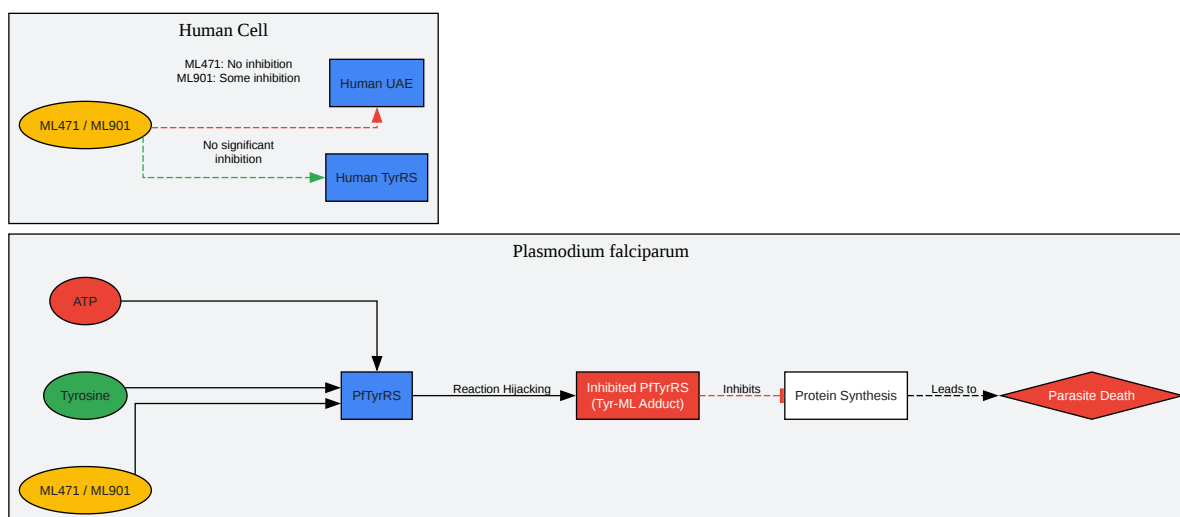 Human Cell
ML471: No inhibition
ML901: Some inhibition
Human UAE
ML471 / ML901
No significant
inhibition
Human TyrRS
Plasmodium falciparum
ATP
Tyrosine
PfTyrRS
Reaction Hijacking
Inhibited PfTyrRS
(Tyr-ML Adduct)
Inhibits
Protein Synthesis
Leads to
Parasite Death
ML471 / ML901